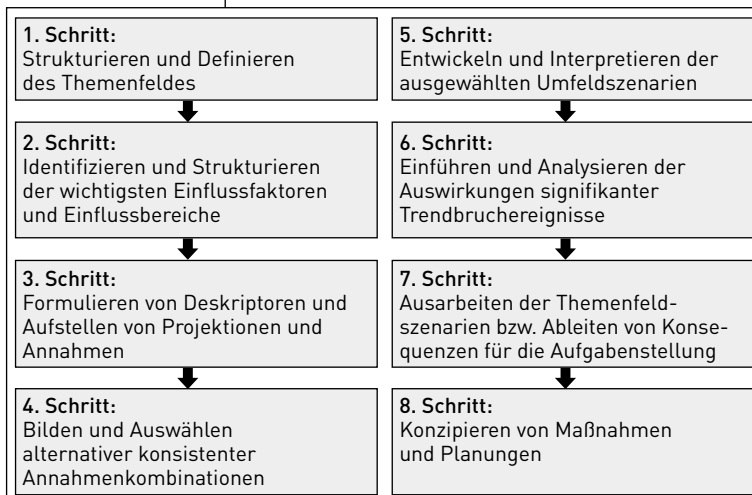 1. Schritt:
Strukturieren und Definieren
des Themenfeldes
2. Schritt:
Identifizieren und Strukturieren
der wichtigsten Einflussfaktoren
und Einflussbereiche
3. Schritt:
Formulieren von Deskriptoren und
Aufstellen von Projektionen und
Annahmen
4. Schritt:
Bilden und Auswählen
alternativer konsistenter
Annahmenkombinationen
5. Schritt:
Entwickeln und Interpretieren der
ausgewählten Umfeldszenarien
6. Schritt:
Einführen und Analysieren der
Auswirkungen signifikanter
Trendbruchereignisse
7. Schritt:
Ausarbeiten der Themenfeld-
szenarien bzw. Ableiten von Konse-
quenzen für die Aufgabenstellung
8. Schritt:
Konzipieren von Maßnahmen
und Planungen